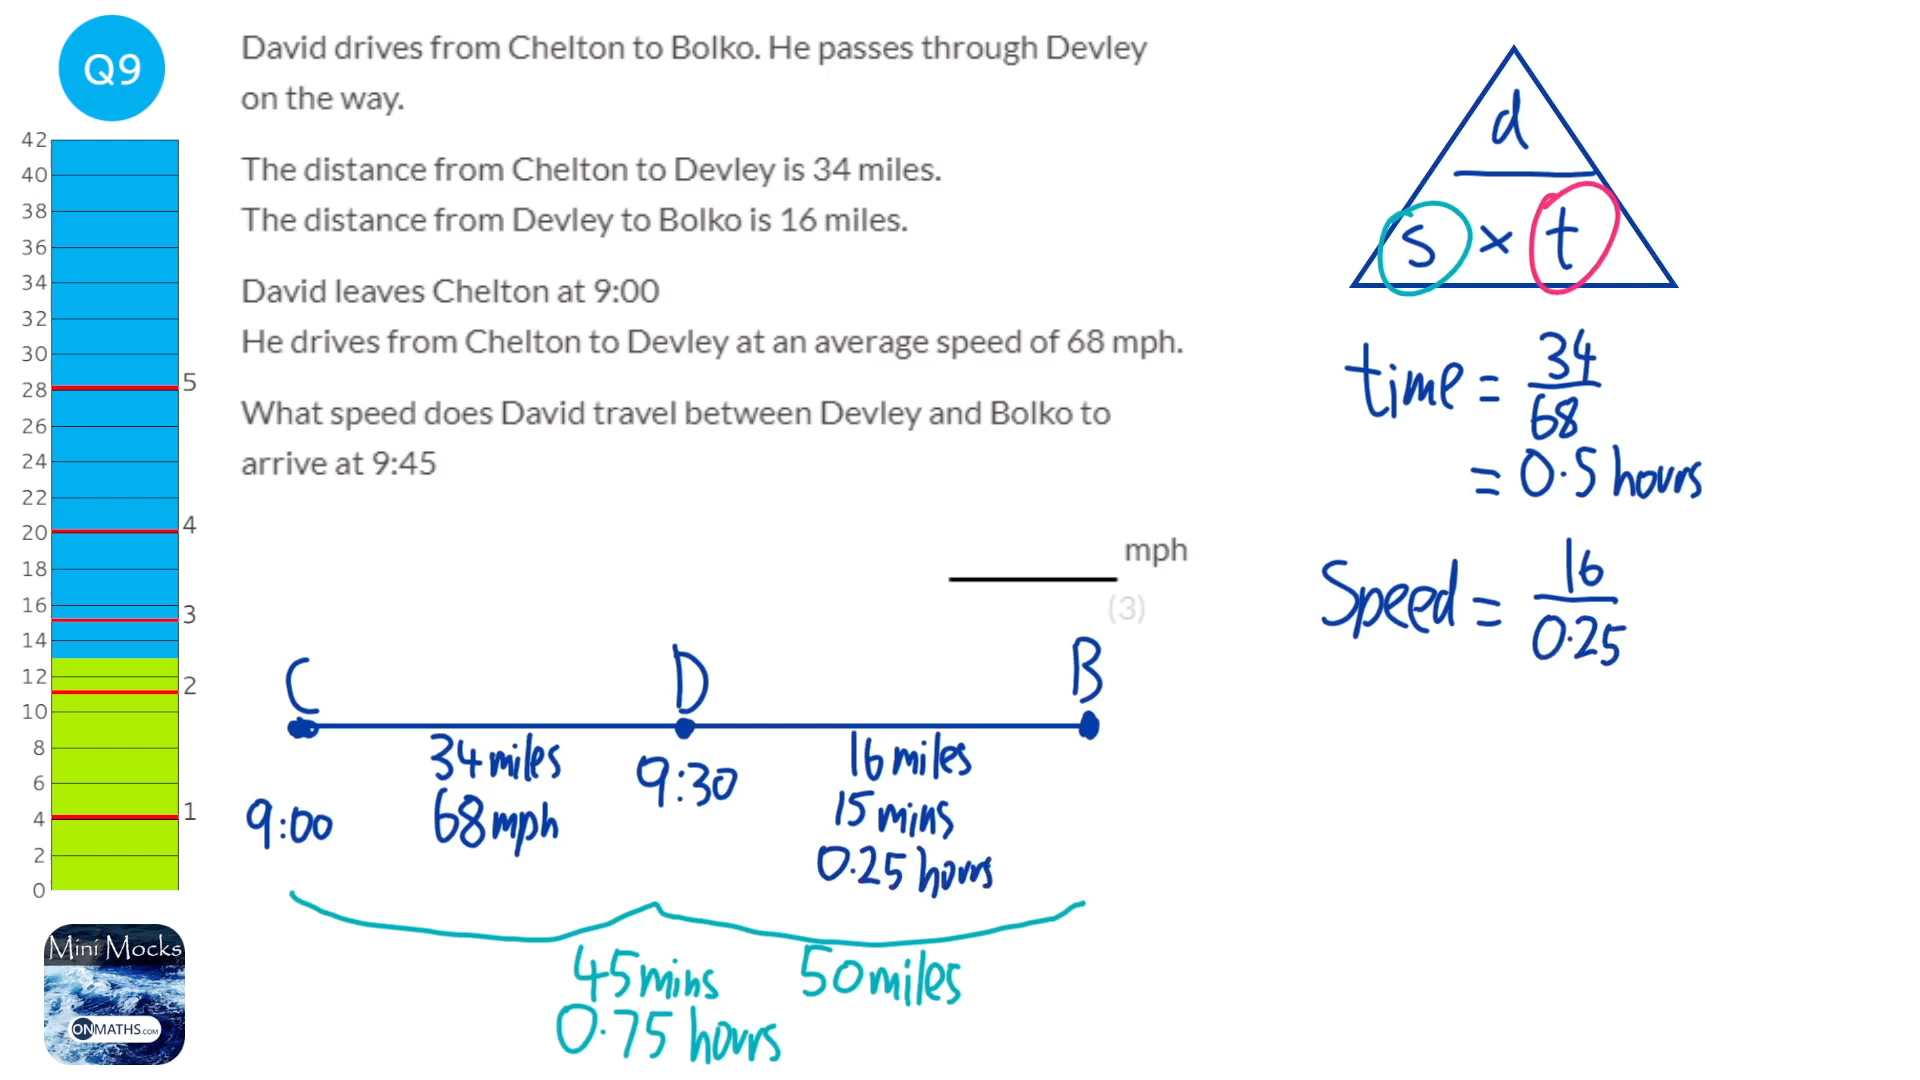 Q9
David drives from Chelton to Bolko. He passes through Devley
on the way.
The distance from Chelton to Devley is 34 miles.
The distance from Devley to Bolko is 16 miles.
David leaves Chelton at 9:00
He drives from Chelton to Devley at an average speed of 68 mph.
What speed does David travel between Devley and Bolko to
arrive at 9:45
mph
(3)
42
40
38
36
34
32
30
28
26
24
22
20
18
16
14
12
10
8
6
4
2
0
5
4
3
2
1
C
D
B
34 miles
68 mph
9:00
9:30
16 miles
15 mins
0.25 hours
45 mins
0.75 hours
50 miles
d
s × t
time = 34
68
= 0.5 hours
Speed = 16
0.25
Mini Mocks
ONMATHS.COM